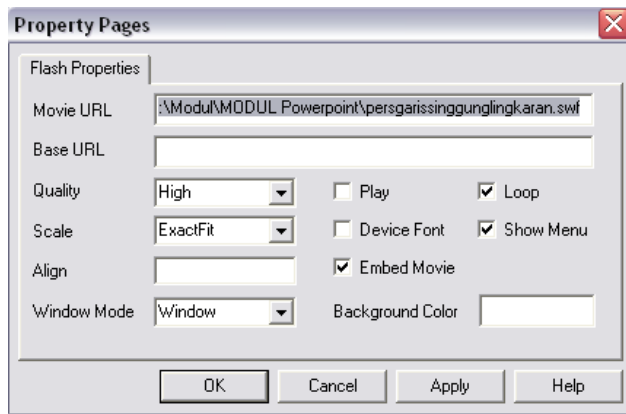 Property Pages
Flash Properties
Movie URL :\Modul\MODUL Powerpoint\persgarissinggunglingkaran.swf
Base URL
Quality High Play Loop
Scale ExactFit Device Font Show Menu
Align Embed Movie
Window Mode Window Background Color
OK Cancel Apply Help